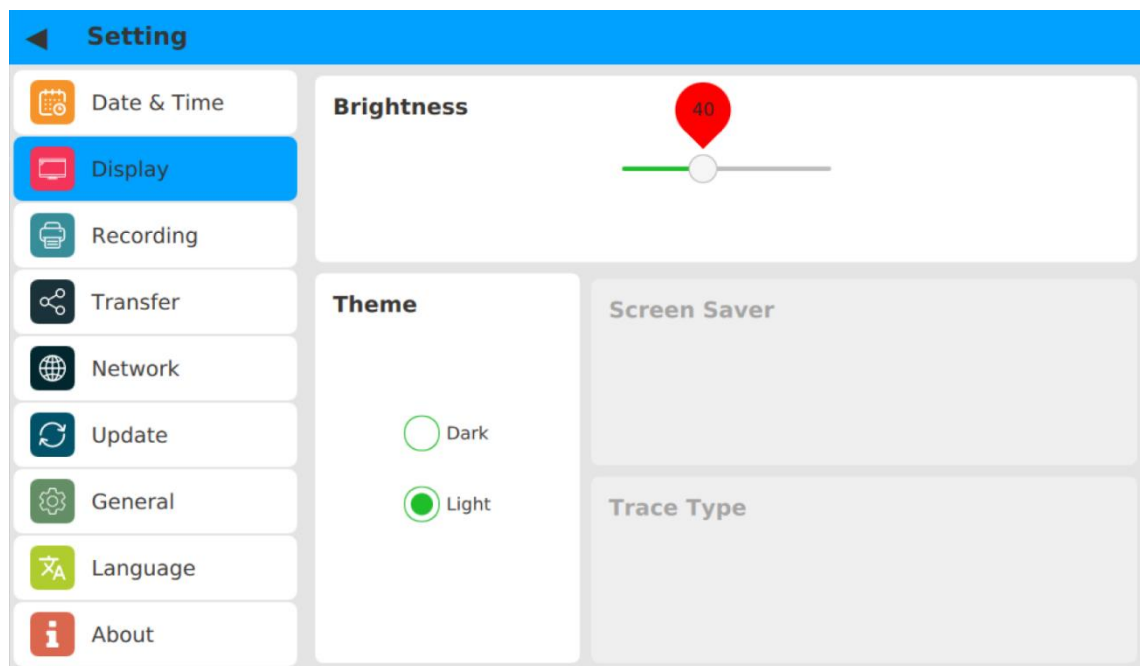 Setting
Date & Time
Display
Recording
Transfer
Network
Update
General
Language
About
Brightness
40
Theme
Dark
Light
Screen Saver
Trace Type